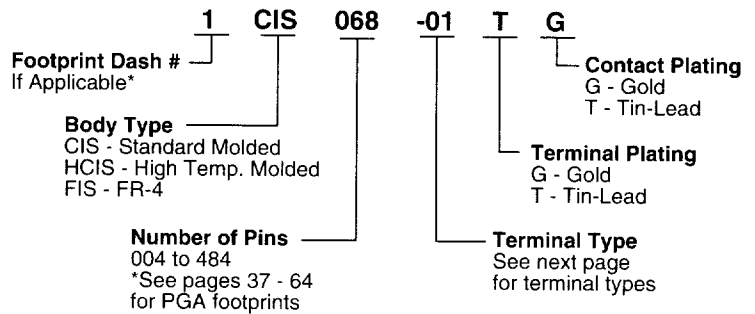 1 CIS 068 -01 T G
Footprint Dash #
If Applicable*
Contact Plating
G - Gold
T - Tin-Lead
Body Type
CIS - Standard Molded
HCIS - High Temp. Molded
FIS - FR-4
Terminal Plating
G - Gold
T - Tin-Lead
Number of Pins
004 to 484
*See pages 37 - 64
for PGA footprints
Terminal Type
See next page
for terminal types